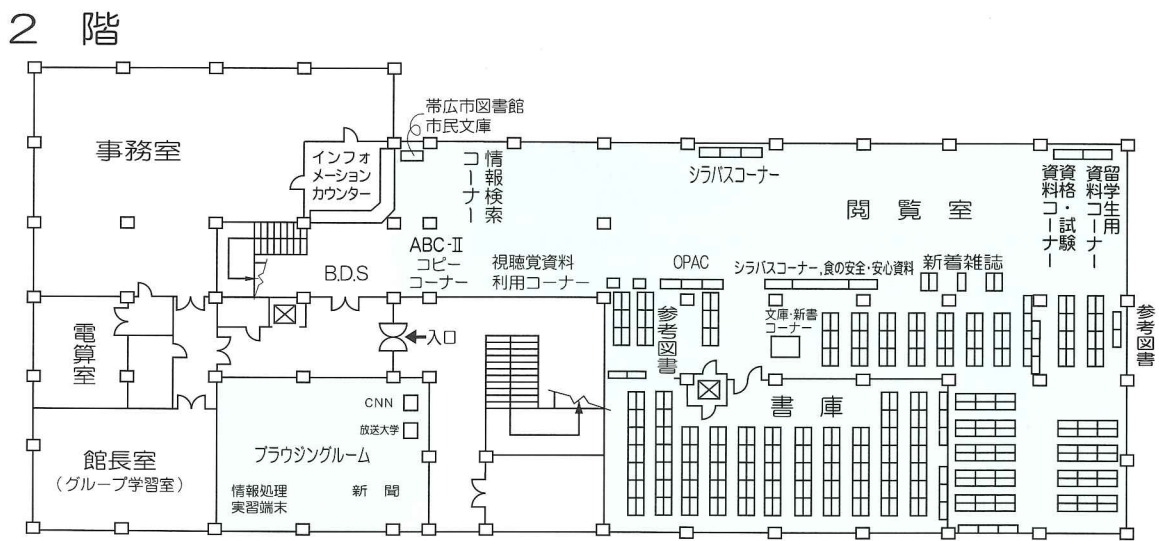 2 階
帯広市図書館
市民文庫
事務室
インフォ
メーション
カウンター
情報検索
コーナー
シラバスコーナー
閲覧室
留学生用
資料コーナー
資格・試験
資料コーナー
ABC-Ⅱ
コピー
コーナー
B.D.S
視聴覚資料
利用コーナー
OPAC
シラバスコーナー,食の安全・安心資料
新着雑誌
文庫・新書
コーナー
参考図書
参考図書
電算室
入口
書庫
CNN
放送大学
ブラウジングルーム
情報処理
実習端末
新聞
館長室
(グループ学習室)